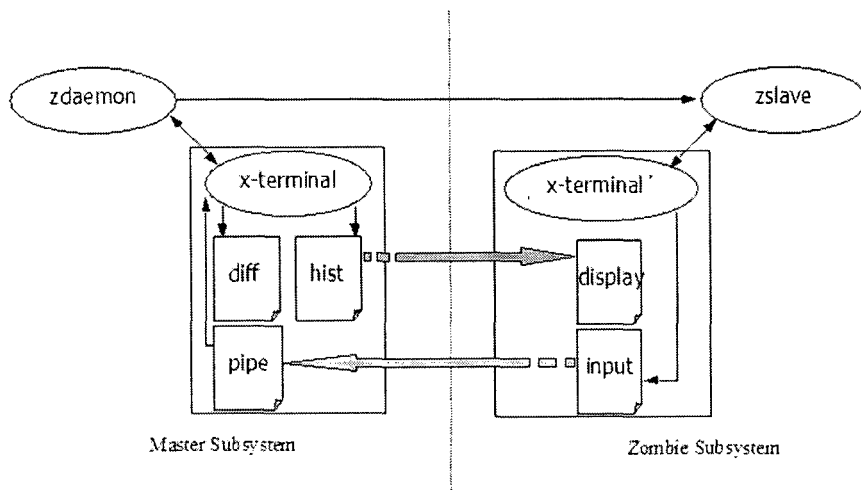 zdaemon
zslave
x-terminal
x-terminal
diff
hist
display
pipe
input
Master Subsystem
Zombie Subsystem